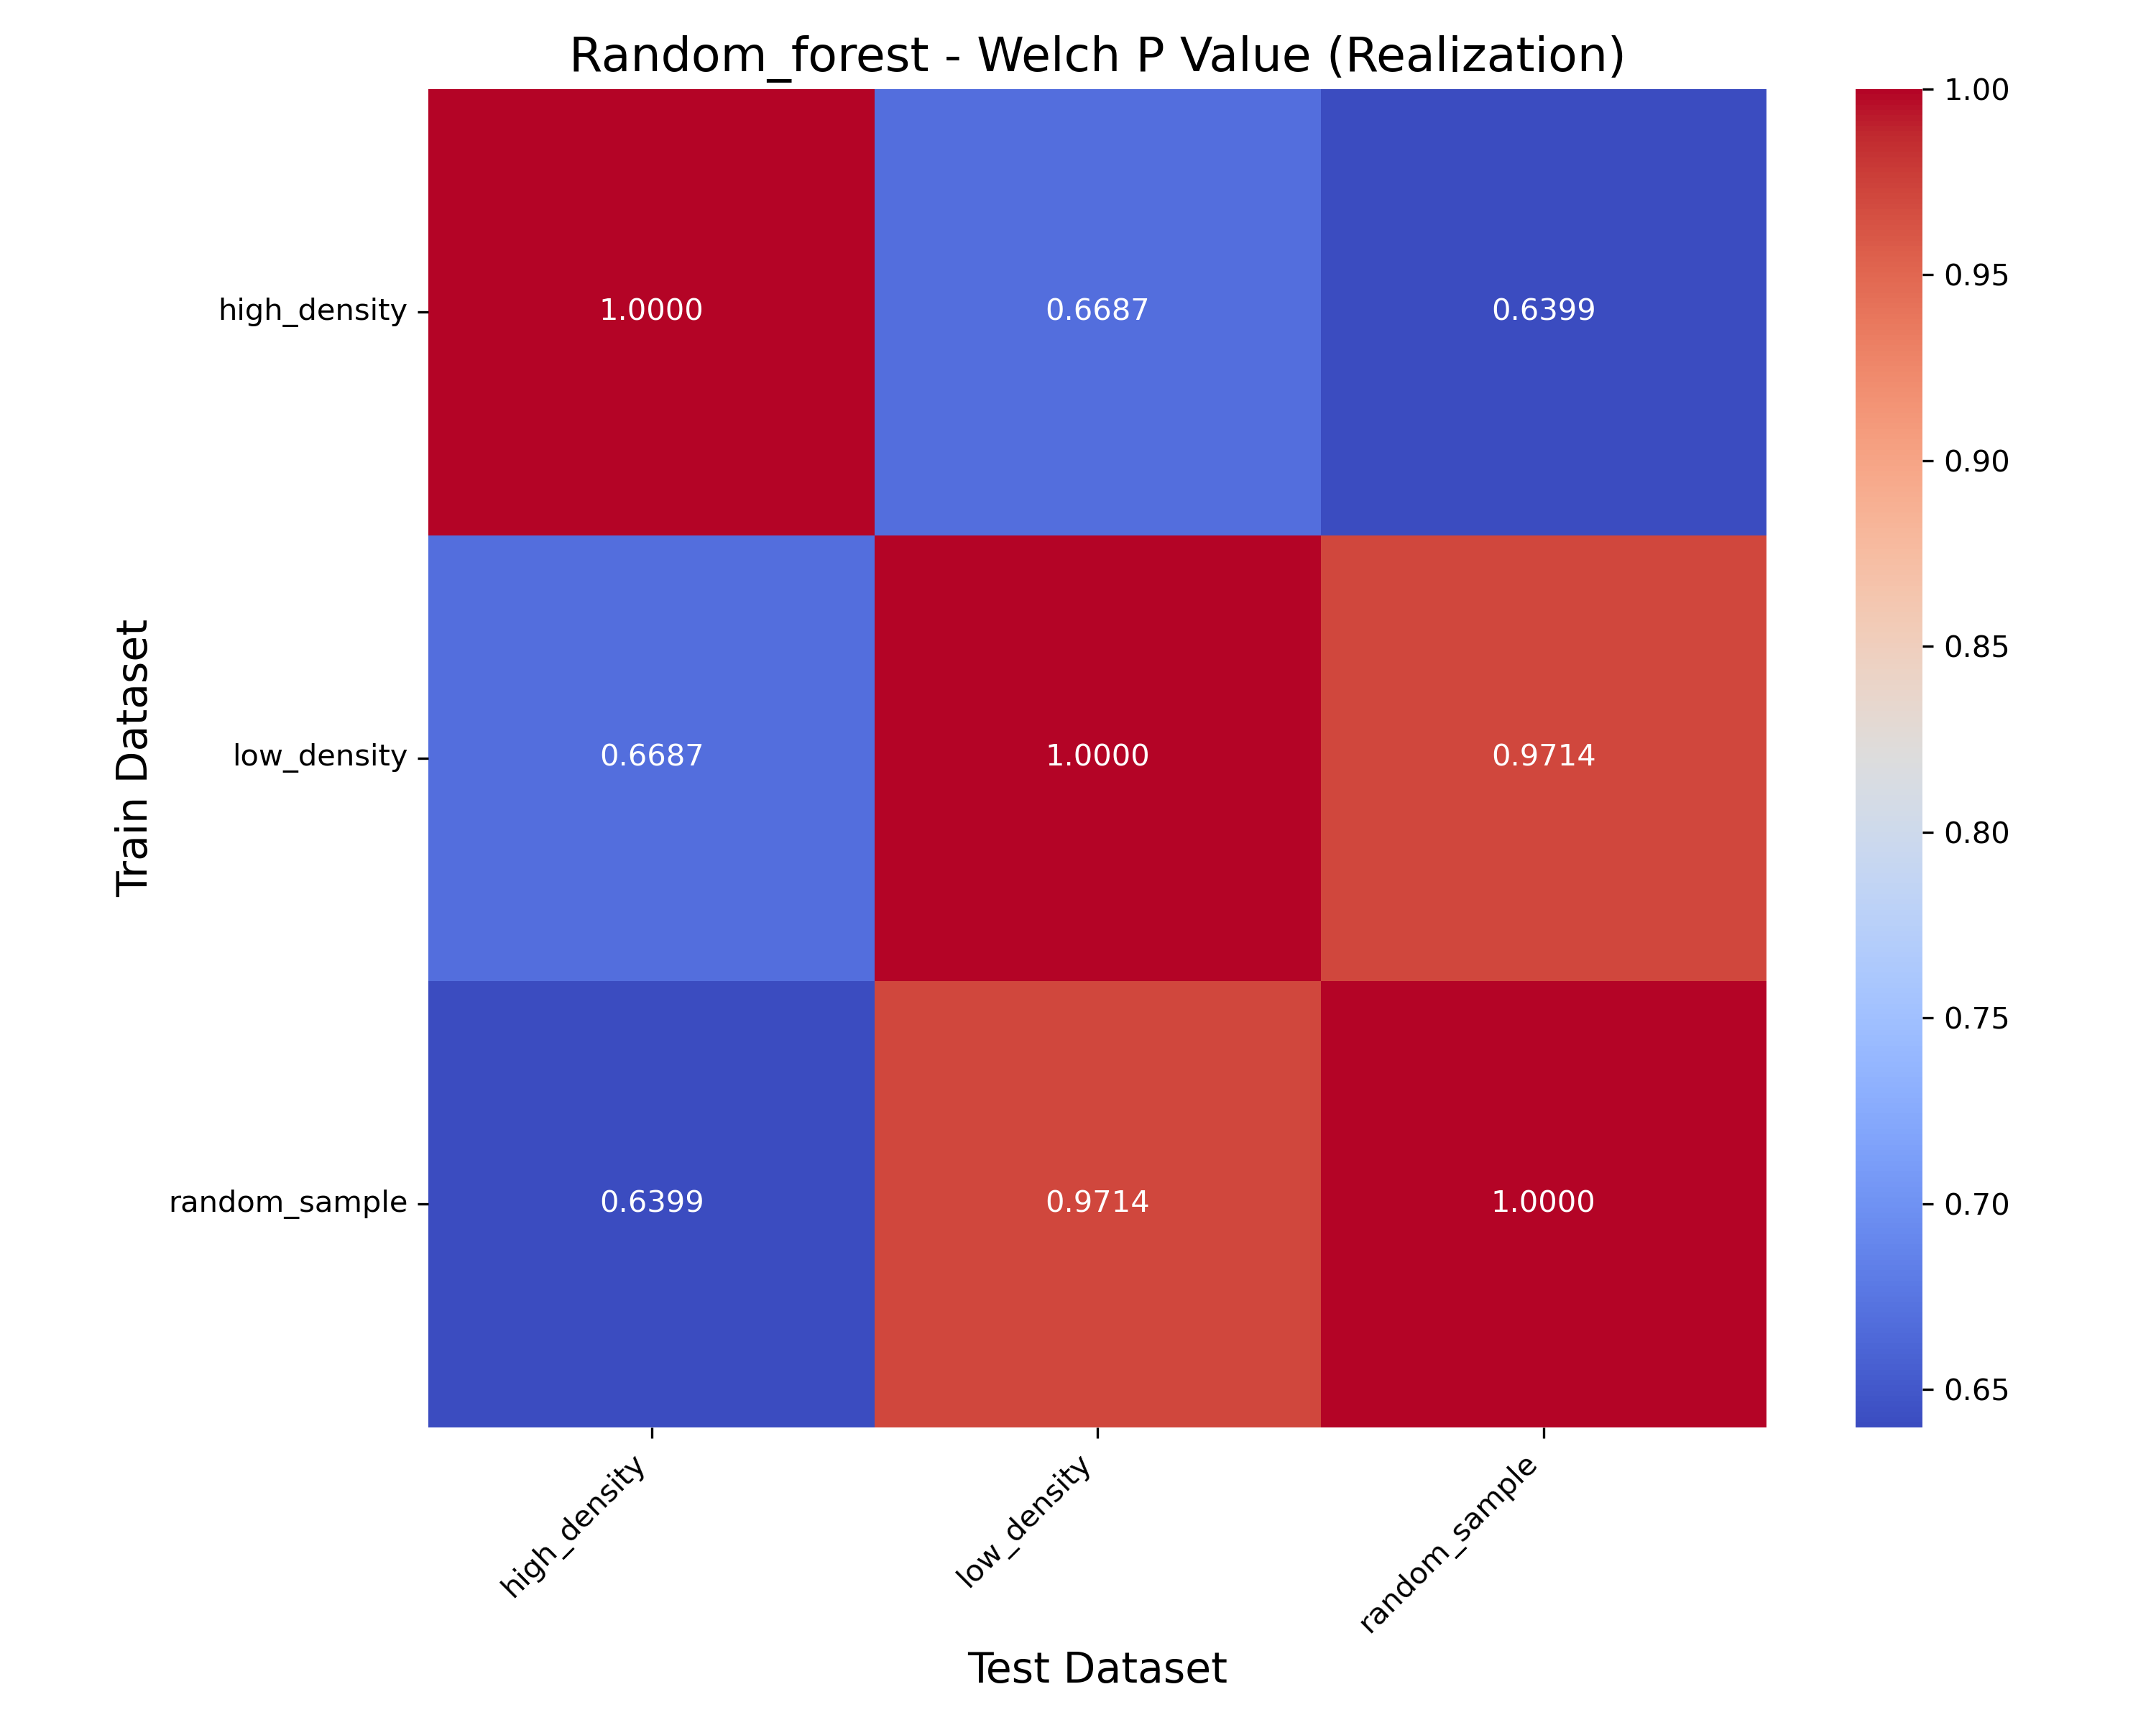 Random_forest - Welch P Value (Realization)
Train Dataset
high_density
1.0000
0.6687
0.6399
low_density
0.6687
1.0000
0.9714
random_sample
0.6399
0.9714
1.0000
high_density
low_density
random_sample
Test Dataset
1.00
0.95
0.90
0.85
0.80
0.75
0.70
0.65